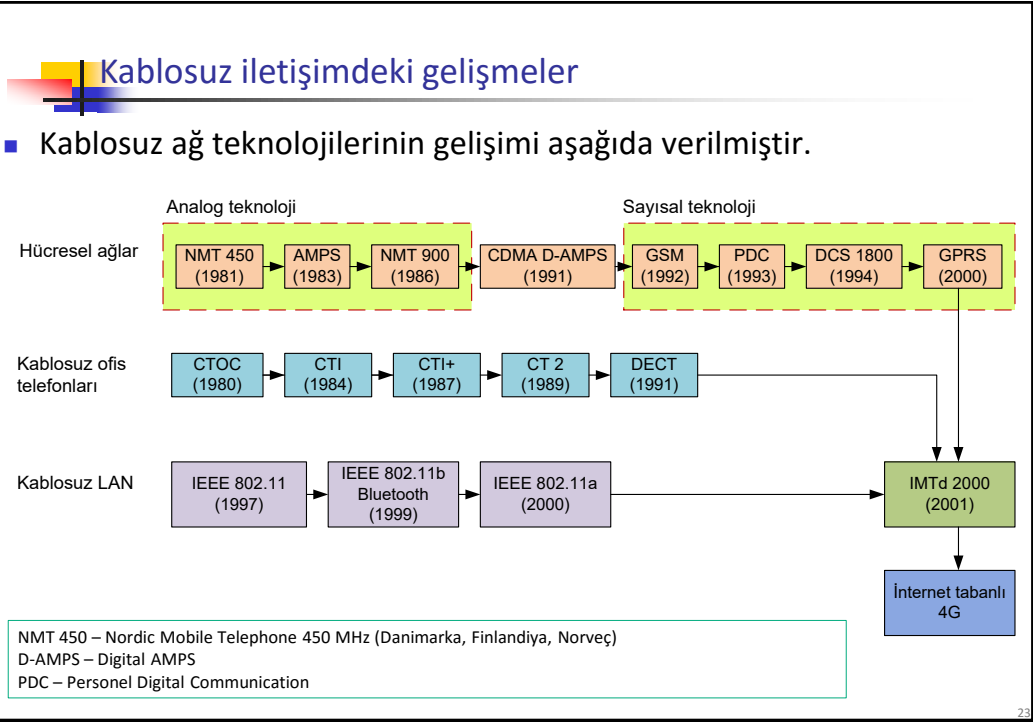 Kablosuz iletişimdeki gelişmeler
Kablosuz ağ teknolojilerinin gelişimi aşağıda verilmiştir.
Analog teknoloji
Sayısal teknoloji
Hücresel ağlar
NMT 450
(1981)
AMPS
(1983)
NMT 900
(1986)
CDMA D-AMPS
(1991)
GSM
(1992)
PDC
(1993)
DCS 1800
(1994)
GPRS
(2000)
Kablosuz ofis
telefonları
CTOC
(1980)
CTI
(1984)
CTI+
(1987)
CT 2
(1989)
DECT
(1991)
Kablosuz LAN
IEEE 802.11
(1997)
IEEE 802.11b
Bluetooth
(1999)
IEEE 802.11a
(2000)
IMTd 2000
(2001)
İnternet tabanlı
4G
NMT 450 – Nordic Mobile Telephone 450 MHz (Danimarka, Finlandiya, Norveç)
D-AMPS – Digital AMPS
PDC – Personel Digital Communication
23